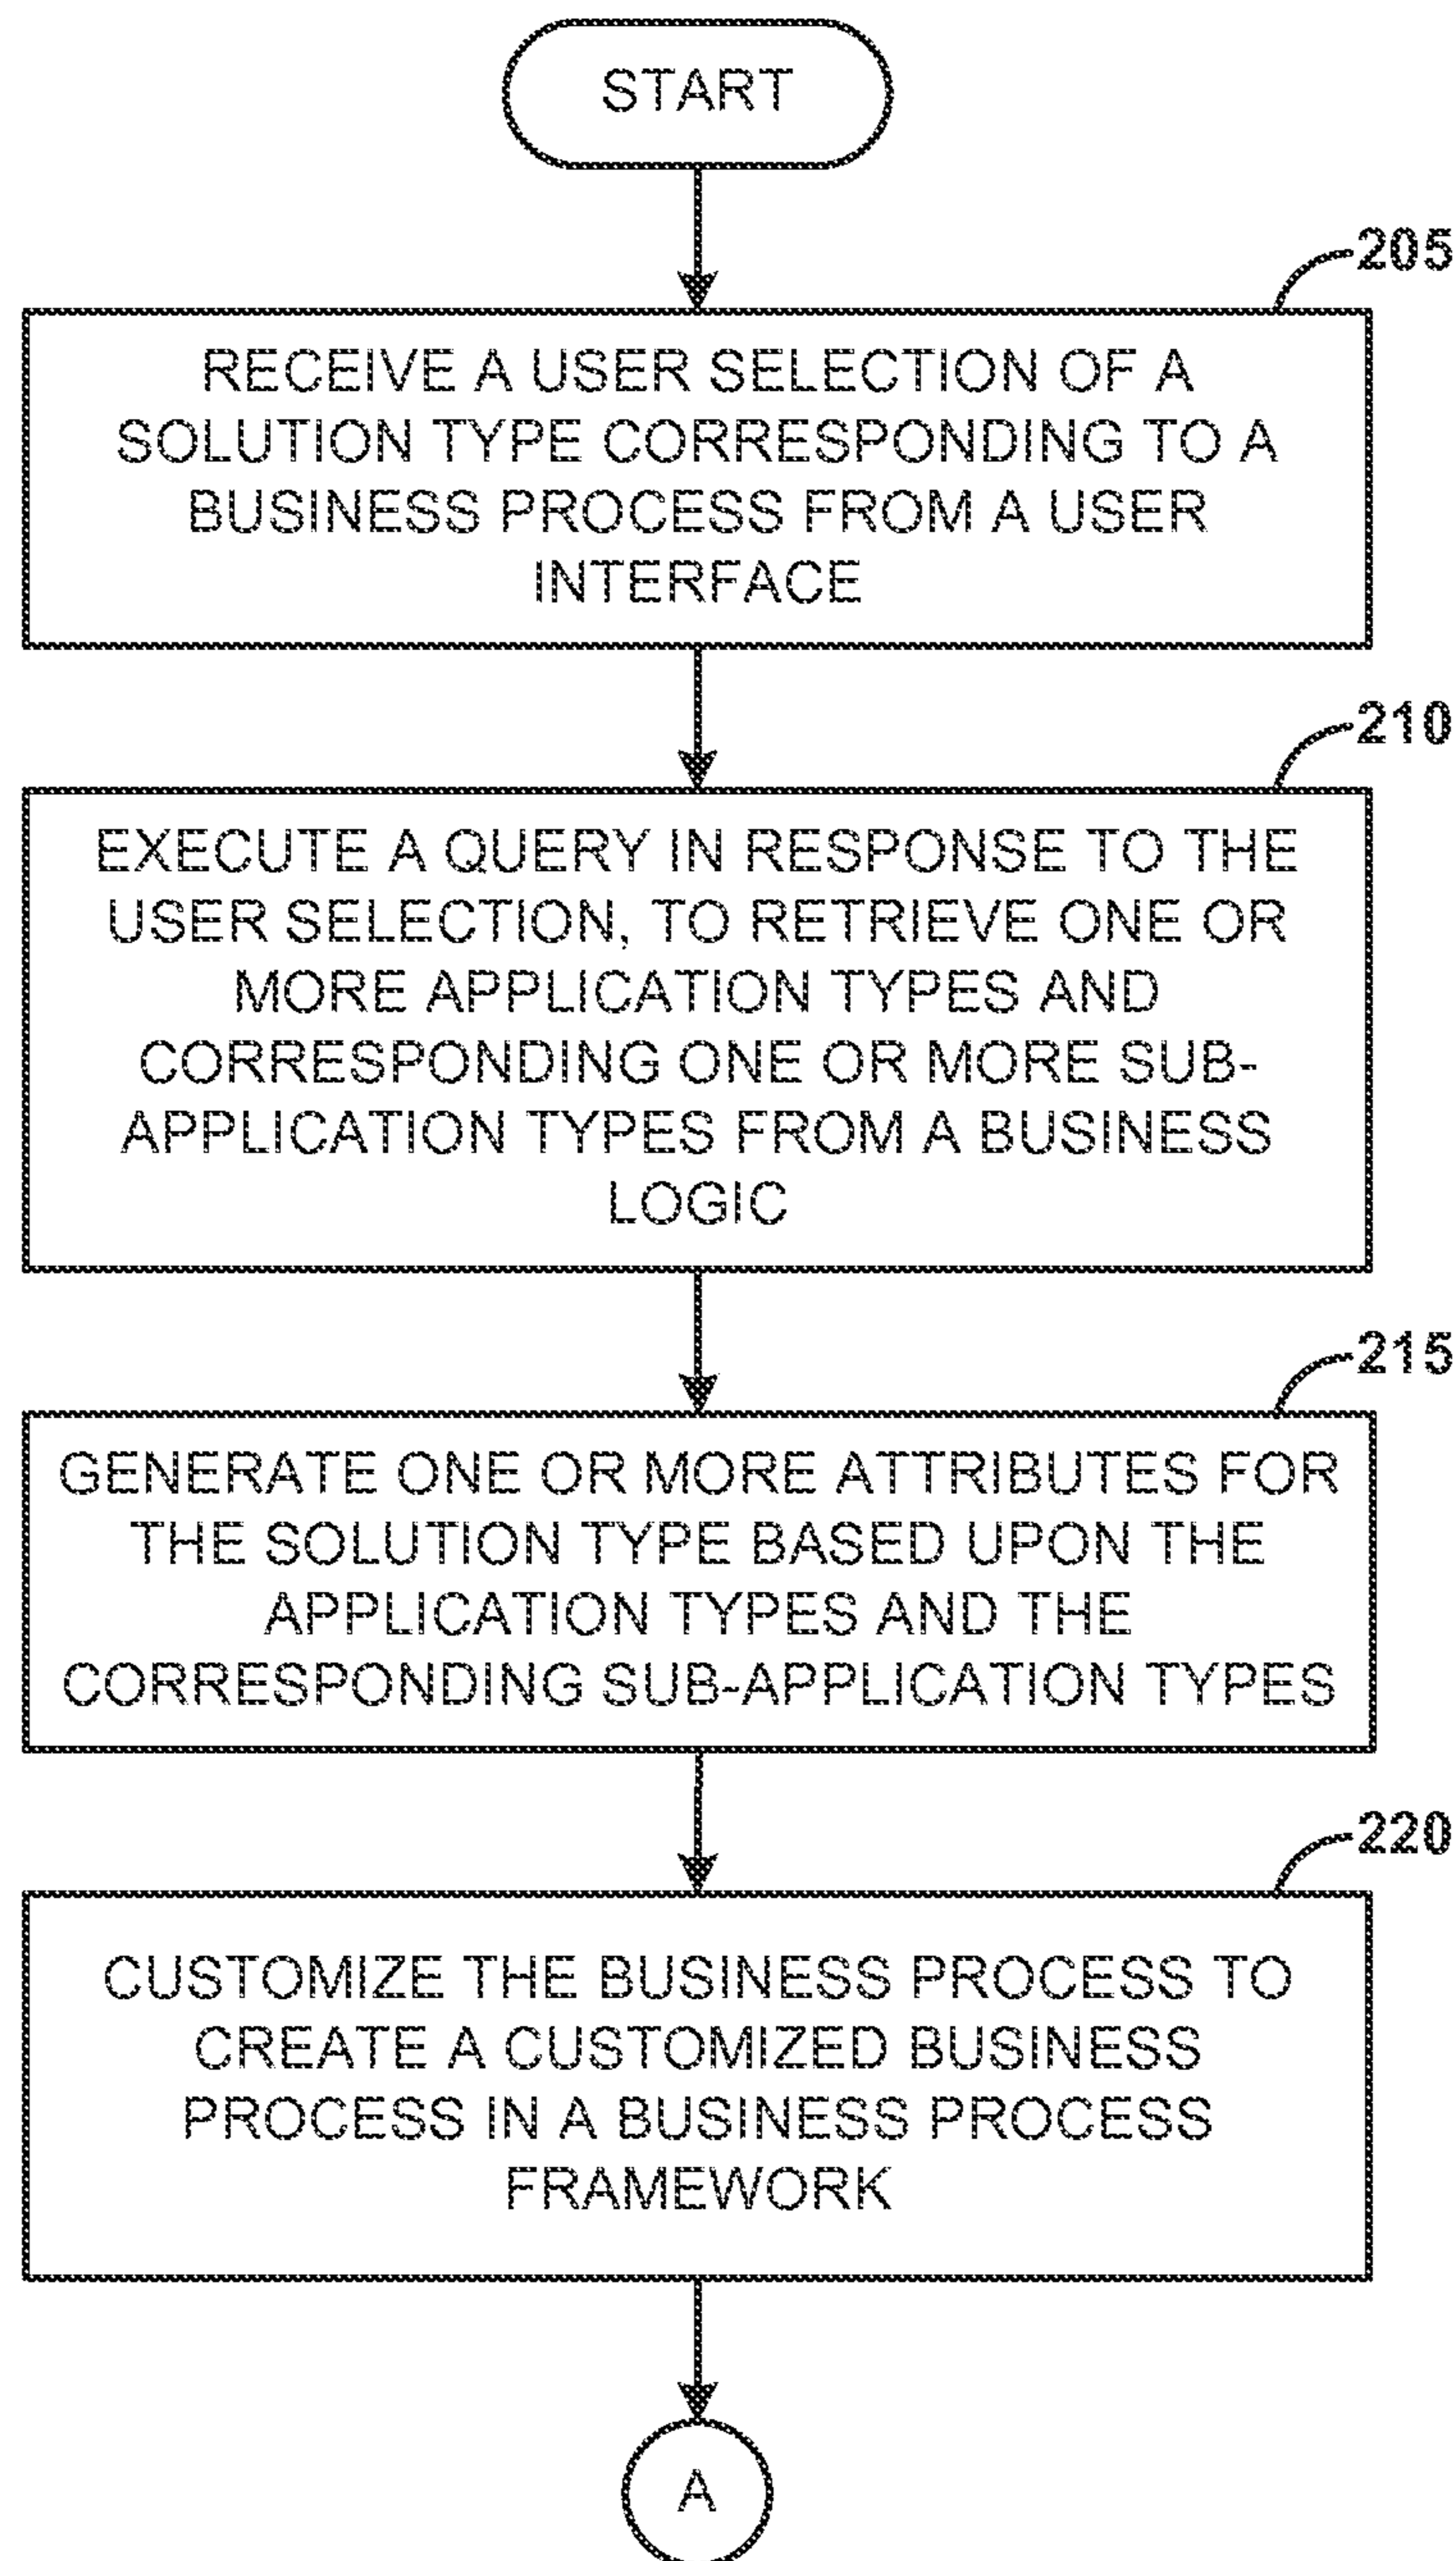 START
205
RECEIVE A USER SELECTION OF A
SOLUTION TYPE CORRESPONDING TO A
BUSINESS PROCESS FROM A USER
INTERFACE
210
EXECUTE A QUERY IN RESPONSE TO THE
USER SELECTION, TO RETRIEVE ONE OR
MORE APPLICATION TYPES AND
CORRESPONDING ONE OR MORE SUB-
APPLICATION TYPES FROM A BUSINESS
LOGIC
215
GENERATE ONE OR MORE ATTRIBUTES FOR
THE SOLUTION TYPE BASED UPON THE
APPLICATION TYPES AND THE
CORRESPONDING SUB-APPLICATION TYPES
220
CUSTOMIZE THE BUSINESS PROCESS TO
CREATE A CUSTOMIZED BUSINESS
PROCESS IN A BUSINESS PROCESS
FRAMEWORK
A